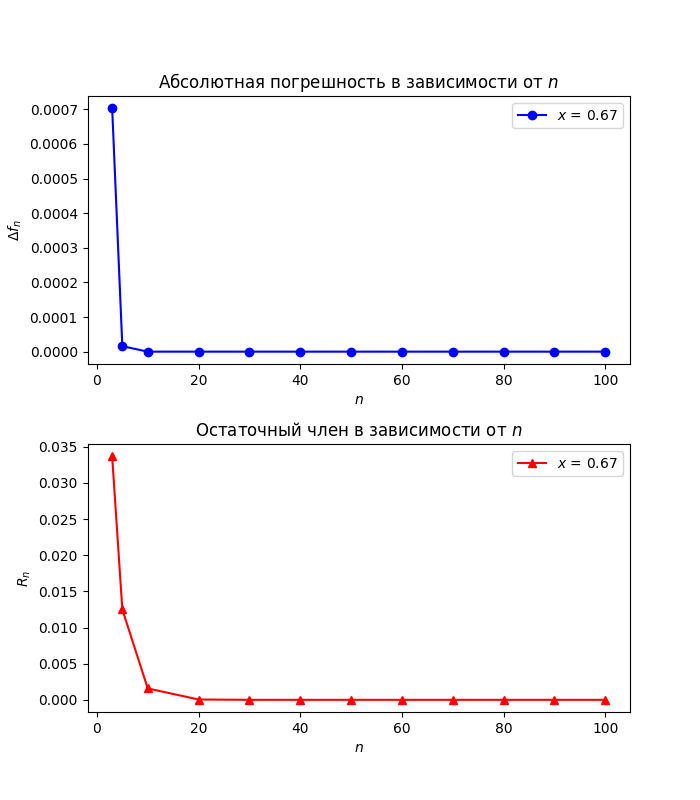 Абсолютная погрешность в зависимости от n
x = 0.67
0.0007
0.0006
0.0005
0.0004
0.0003
0.0002
0.0001
0.0000
Δfₙ
0 20 40 60 80 100
n
Остаточный член в зависимости от n
x = 0.67
0.035
0.030
0.025
0.020
0.015
0.010
0.005
0.000
Rₙ
0 20 40 60 80 100
n